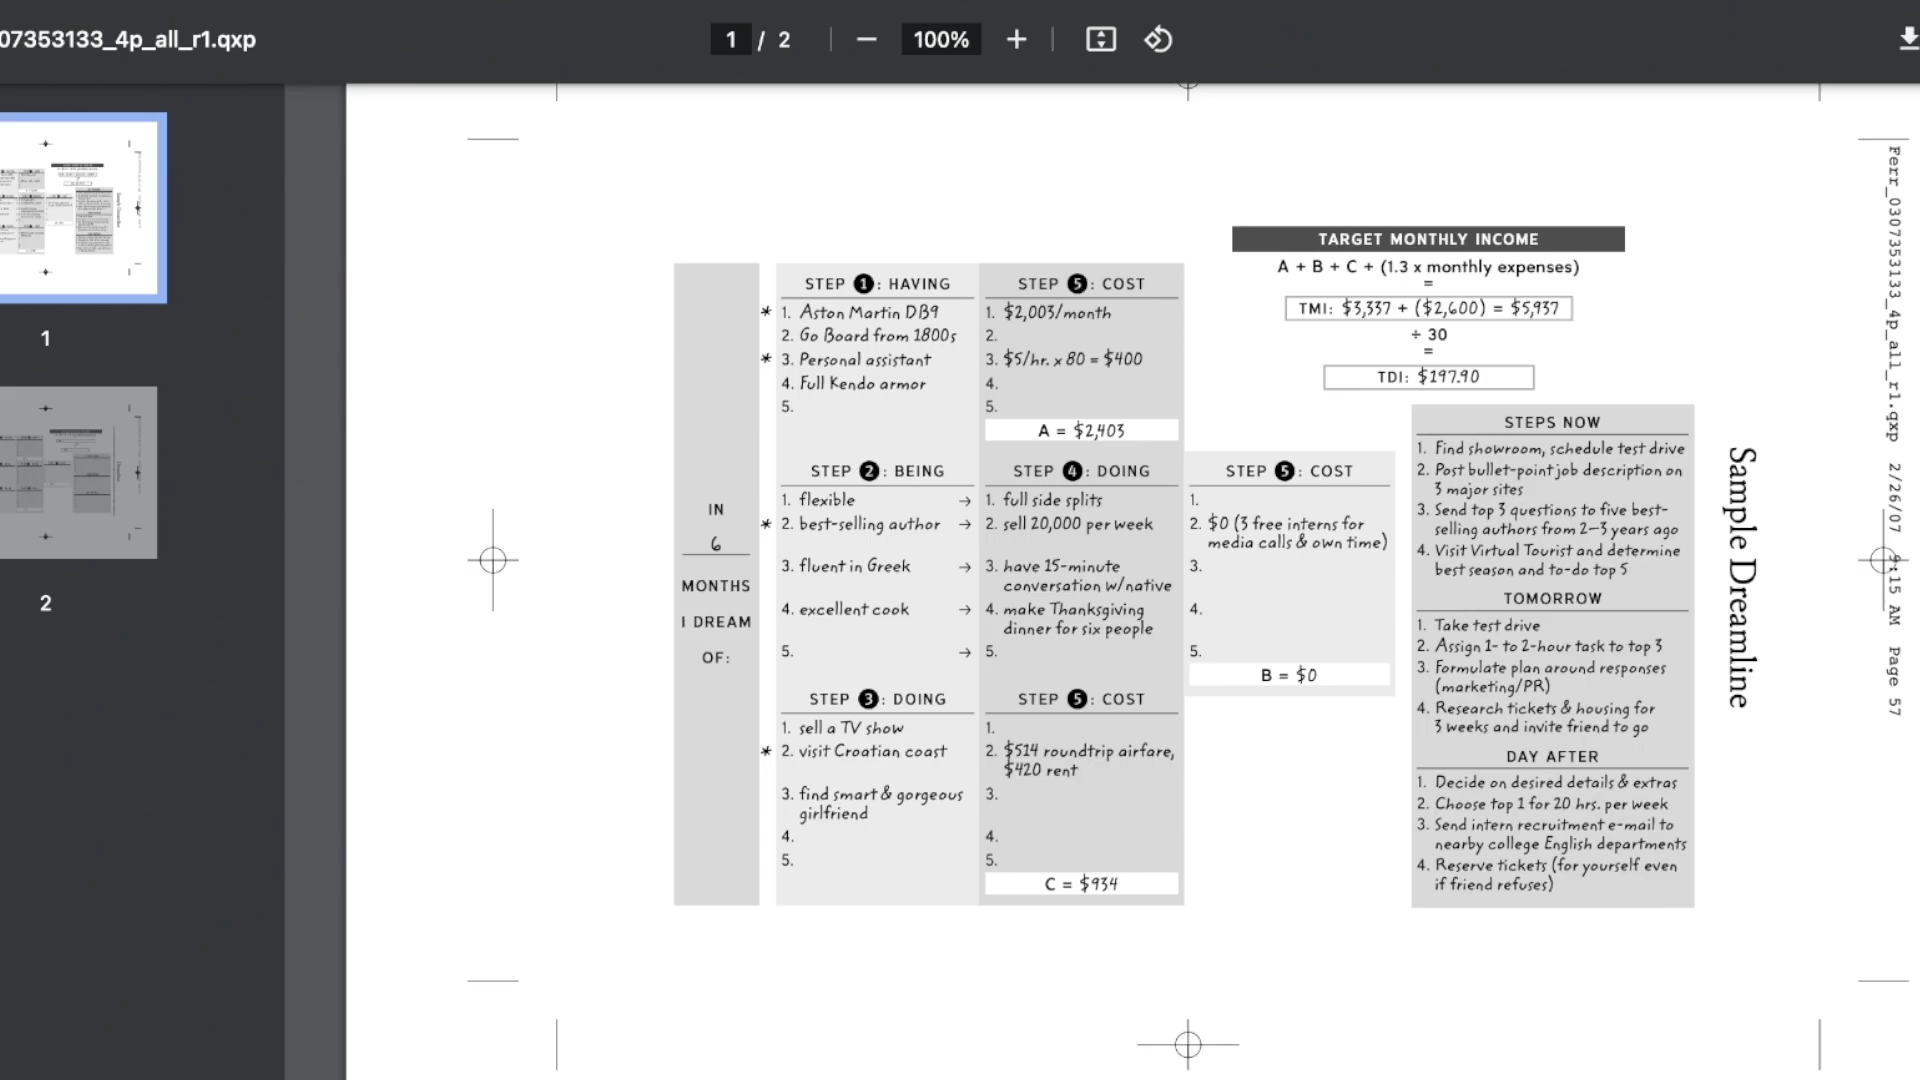 07353133_4p_all_r1.qxp
1 / 2
100%
1
2
TARGET MONTHLY INCOME
A + B + C + (1.3 x monthly expenses)
=
TMI: $3,337 + ($2,600) = $5,937
÷ 30
=
TDI: $197.90
IN
6
MONTHS
I DREAM
OF:
STEP 1: HAVING
* 1. Aston Martin DB9
2. Go Board from 1800s
* 3. Personal assistant
4. Full Kendo armor
5.
STEP 5: COST
1. $2,003/month
2.
3. $5/hr. x 80 = $400
4.
5.
A = $2,403
STEP 2: BEING
1. flexible →
* 2. best-selling author →
3. fluent in Greek →
4. excellent cook →
5. →
STEP 4: DOING
1. full side splits
2. sell 20,000 per week
3. have 15-minute
conversation w/native
4. make Thanksgiving
dinner for six people
5.
STEP 5: COST
1.
2. $0 (3 free interns for
media calls & own time)
3.
4.
5.
B = $0
STEP 3: DOING
1. sell a TV show
* 2. visit Croatian coast
3. find smart & gorgeous
girlfriend
4.
5.
STEP 5: COST
1.
2. $514 roundtrip airfare,
$420 rent
3.
4.
5.
C = $934
STEPS NOW
1. Find showroom, schedule test drive
2. Post bullet-point job description on
3 major sites
3. Send top 3 questions to five best-
selling authors from 2–3 years ago
4. Visit Virtual Tourist and determine
best season and to-do top 5
TOMORROW
1. Take test drive
2. Assign 1- to 2-hour task to top 3
3. Formulate plan around responses
(marketing/PR)
4. Research tickets & housing for
3 weeks and invite friend to go
DAY AFTER
1. Decide on desired details & extras
2. Choose top 1 for 20 hrs. per week
3. Send intern recruitment e-mail to
nearby college English departments
4. Reserve tickets (for yourself even
if friend refuses)
Sample Dreamline
Ferr_0307353133_4p_all_r1.qxp 2/26/07 9:15 AM Page 57